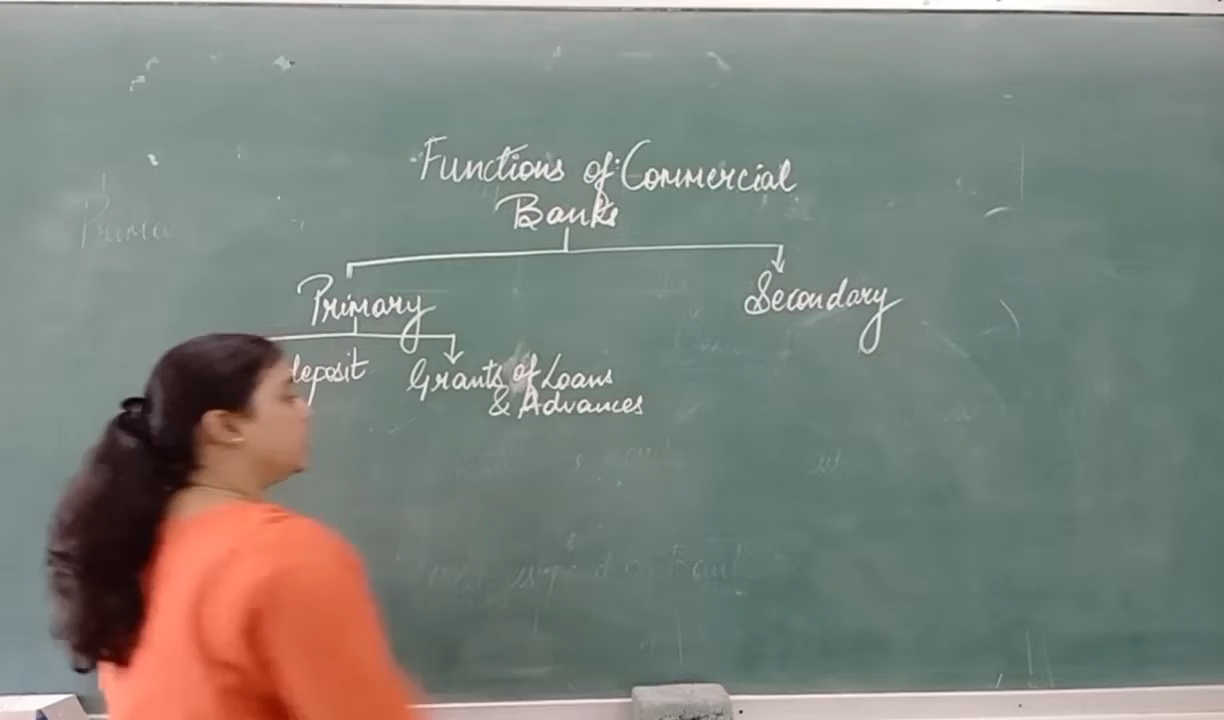 Functions of Commercial
Banks
Primary
Secondary
deposit
Grants of Loans
& Advances